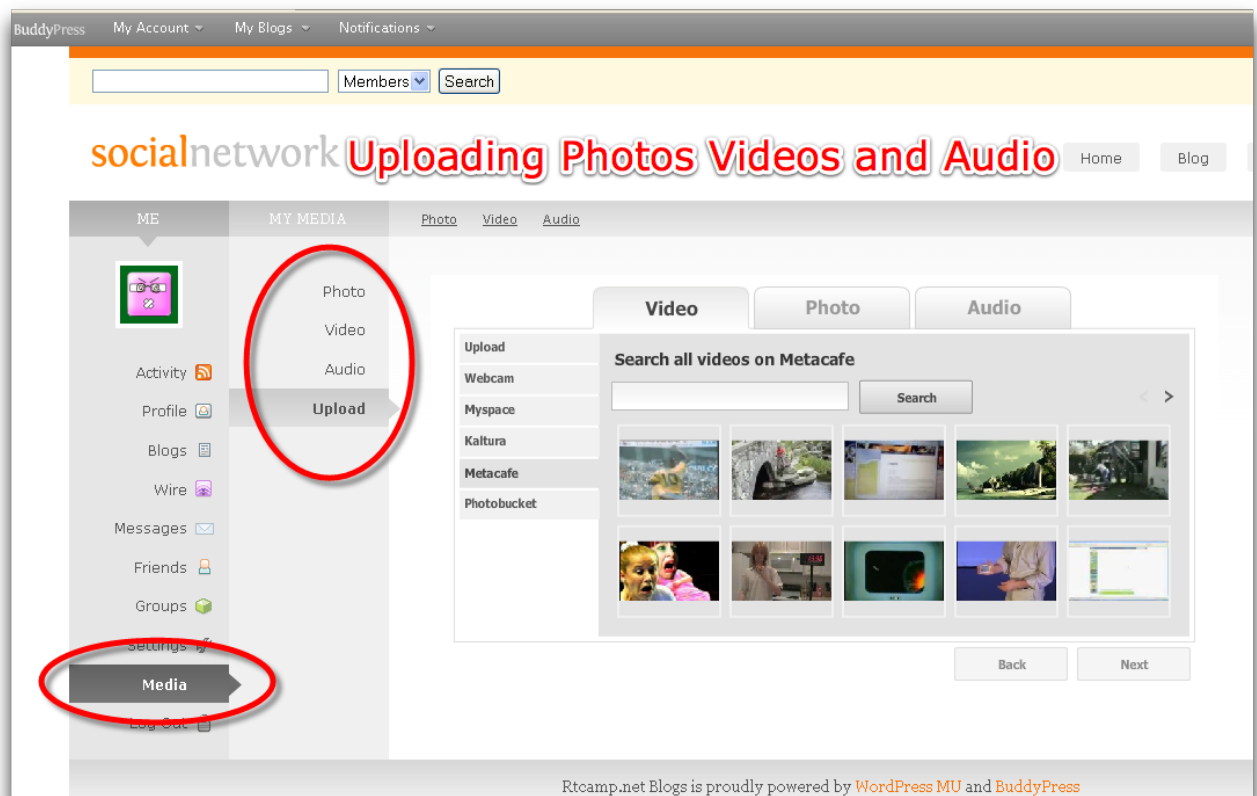 BuddyPress My Account My Blogs Notifications
Members Search
socialnetwork Uploading Photos Videos and Audio Home Blog
ME MY MEDIA Photo Video Audio
Photo
Video
Audio
Upload
Activity
Profile
Blogs
Wire
Messages
Friends
Groups
Settings
Media
Log Out
Video Photo Audio
Upload
Webcam
Myspace
Kaltura
Metacafe
Photobucket
Search all videos on Metacafe
Search < >
Back Next
Rtcamp.net Blogs is proudly powered by WordPress MU and BuddyPress